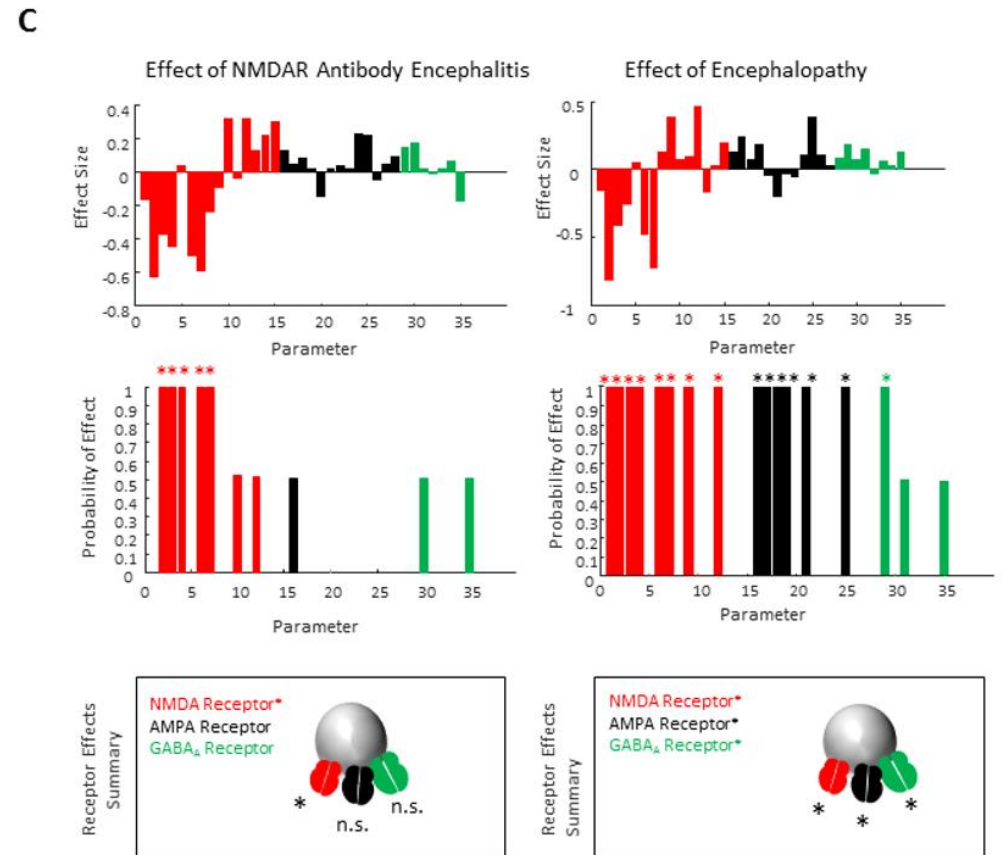 C
Effect of NMDAR Antibody Encephalitis
Effect Size
0.4
0.2
0
-0.2
-0.4
-0.6
-0.8
0 5 10 15 20 25 30 35
Parameter
Effect of Encephalopathy
Effect Size
0.5
0
-0.5
-1
0 5 10 15 20 25 30 35
Parameter
*** **
Probability of Effect
1
0.9
0.8
0.7
0.6
0.5
0.4
0.3
0.2
0.1
0
0 5 10 15 20 25 30 35
Parameter
**** ** * * **** * * *
Probability of Effect
1
0.9
0.8
0.7
0.6
0.5
0.4
0.3
0.2
0.1
0
0 5 10 15 20 25 30 35
Parameter
Receptor Effects
Summary
NMDA Receptor*
AMPA Receptor
GABAA Receptor
*
n.s.
n.s.
Receptor Effects
Summary
NMDA Receptor*
AMPA Receptor*
GABAA Receptor*
*
*
*